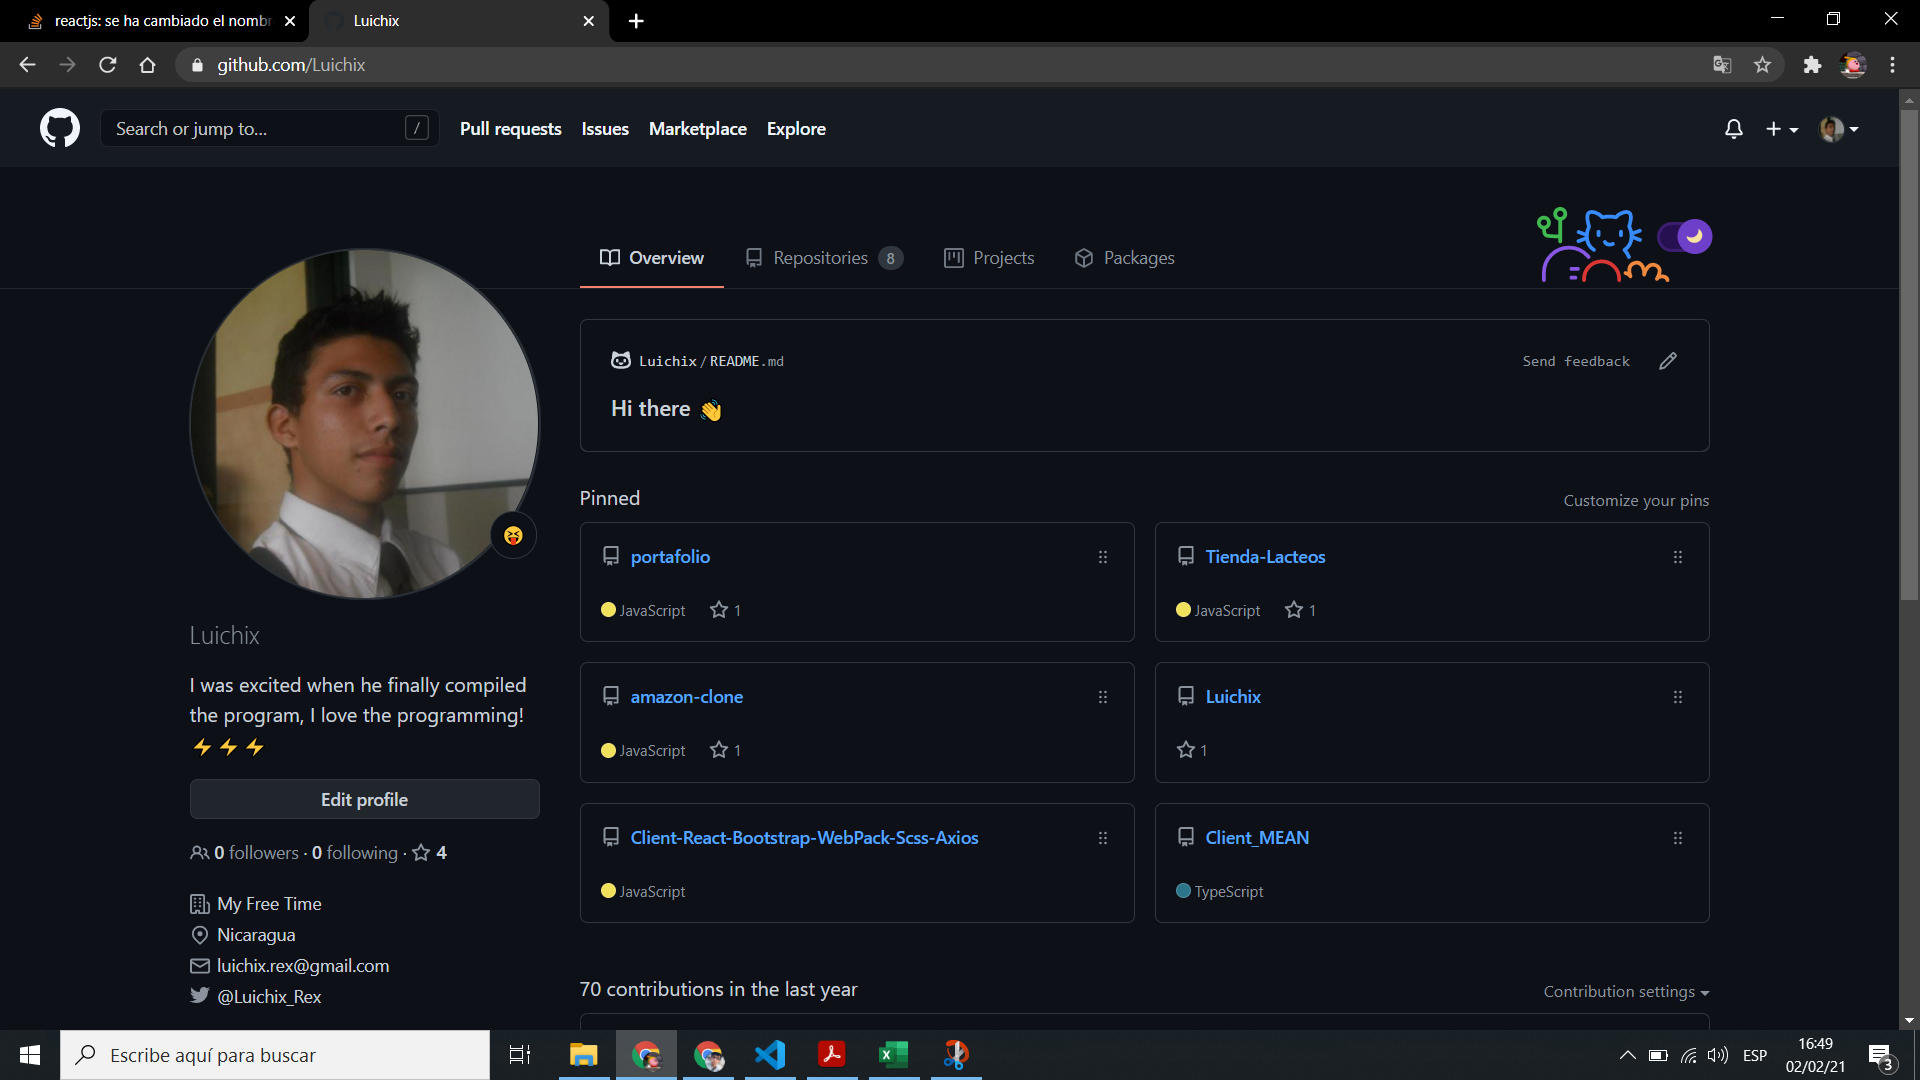 reactjs: se ha cambiado el nombr
Luichix
github.com/Luichix
Search or jump to...
/
Pull requests
Issues
Marketplace
Explore
Overview
Repositories 8
Projects
Packages
Luichix/README.md
Send feedback
Hi there 👋
Luichix
I was excited when he finally compiled
the program, I love the programming!
⚡⚡⚡
Edit profile
0 followers · 0 following · 4
My Free Time
Nicaragua
luichix.rex@gmail.com
@Luichix_Rex
Pinned
Customize your pins
portafolio
JavaScript 1
Tienda-Lacteos
JavaScript 1
amazon-clone
JavaScript 1
Luichix
1
Client-React-Bootstrap-WebPack-Scss-Axios
JavaScript
Client_MEAN
TypeScript
70 contributions in the last year
Contribution settings
Escribe aquí para buscar
ESP
16:49
02/02/21
3